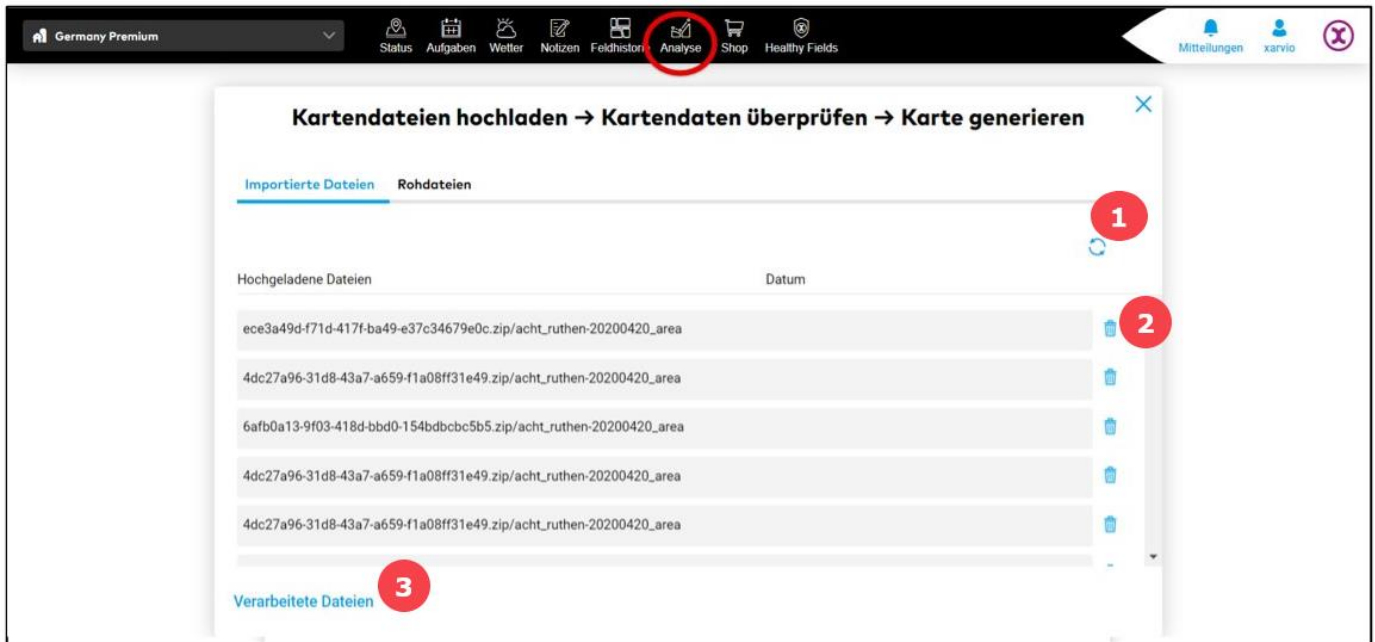 Germany Premium
Status Aufgaben Wetter Notizen Feldhistorie Analyse Shop Healthy Fields
Mitteilungen xarvio
Kartendateien hochladen → Kartendaten überprüfen → Karte generieren
Importierte Dateien Rohdateien
1
Hochgeladene Dateien Datum
ece3a49d-f71d-417f-ba49-e37c34679e0c.zip/acht_ruthen-20200420_area
2
4dc27a96-31d8-43a7-a659-f1a08ff31e49.zip/acht_ruthen-20200420_area
6afb0a13-9f03-418d-bbd0-154bdbcbc5b5.zip/acht_ruthen-20200420_area
4dc27a96-31d8-43a7-a659-f1a08ff31e49.zip/acht_ruthen-20200420_area
4dc27a96-31d8-43a7-a659-f1a08ff31e49.zip/acht_ruthen-20200420_area
Verarbeitete Dateien 3